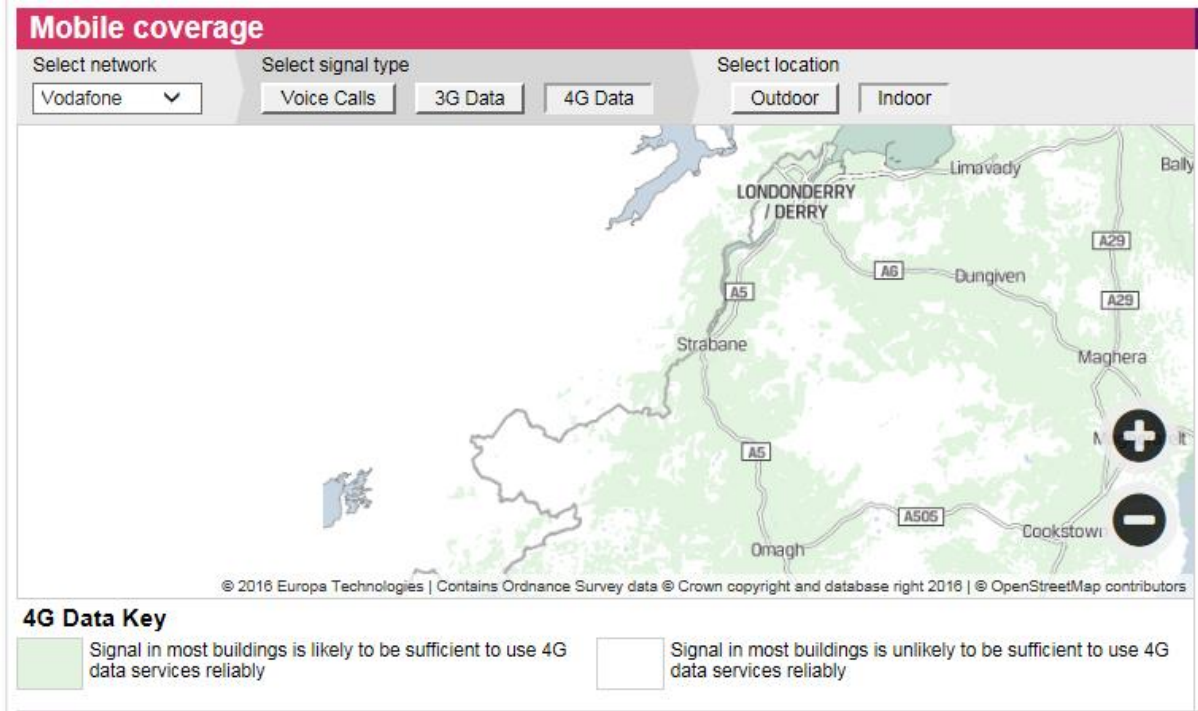 Mobile coverage
Select network
Select signal type
Select location
Vodafone
Voice Calls
3G Data
4G Data
Outdoor
Indoor
Limavady
Bally
LONDONDERRY
/ DERRY
A29
A6
Dungiven
A5
A29
Strabane
Maghera
A5
A505
Cookstow
Omagh
© 2016 Europa Technologies | Contains Ordnance Survey data © Crown copyright and database right 2016 | © OpenStreetMap contributors
4G Data Key
Signal in most buildings is likely to be sufficient to use 4G
data services reliably
Signal in most buildings is unlikely to be sufficient to use 4G
data services reliably